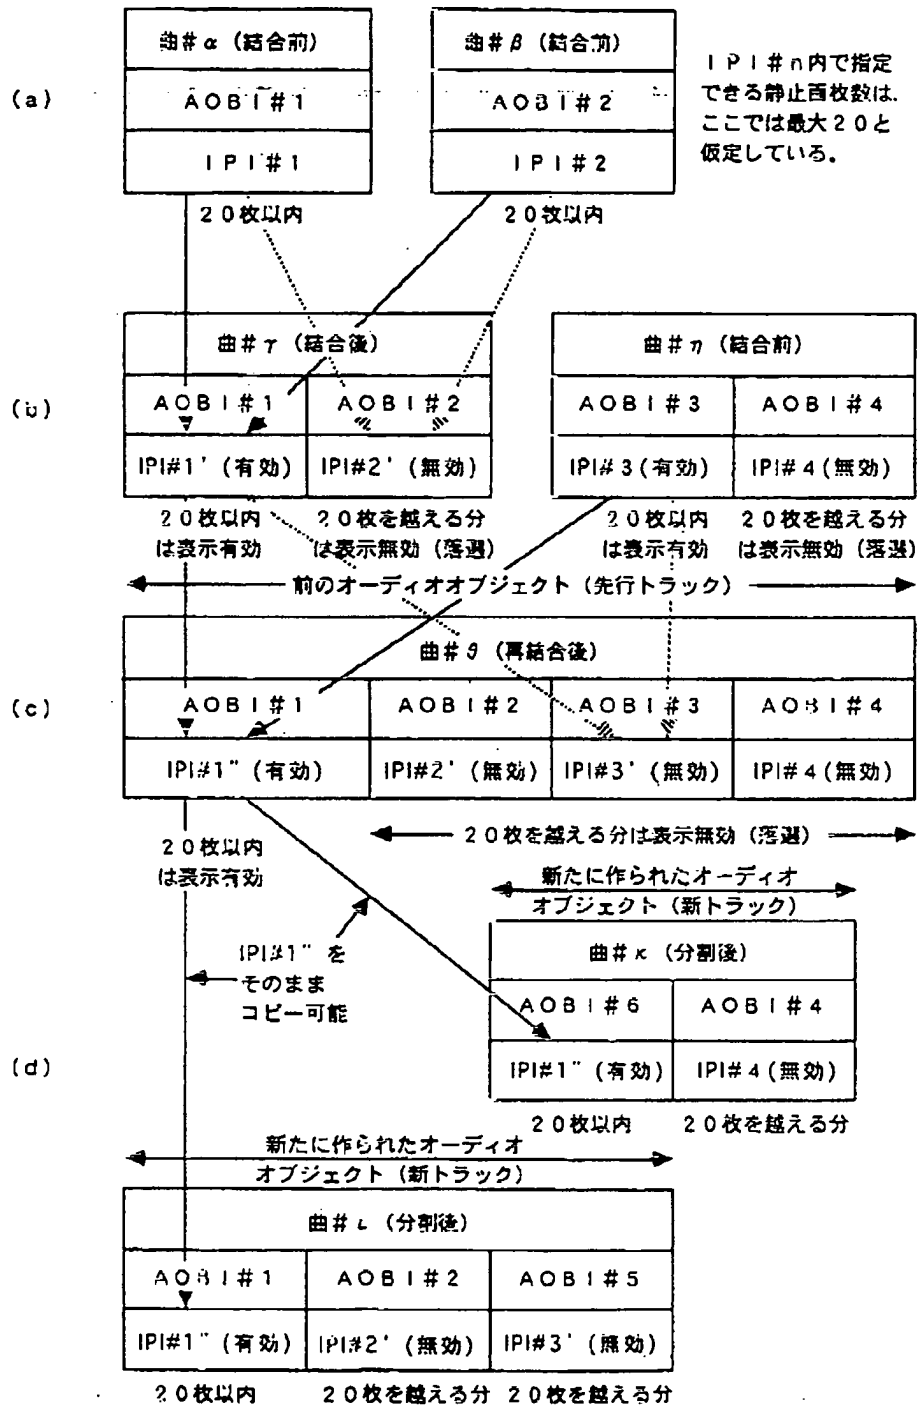 (a)
曲#α (結合前)
AOBI#1
IPI#1
20枚以内
曲#β (結合前)
AOBI#2
IPI#2
20枚以内
IPI#n内で指定
できる静止画枚数は、
ここでは最大20と
仮定している。
(b)
曲#γ (結合後)
AOBI#1 AOBI#2
IPI#1' (有効) IPI#2' (無効)
20枚以内 20枚を越える分
は表示有効 は表示無効 (落選)
曲#η (結合前)
AOBI#3 AOBI#4
IPI#3 (有効) IPI#4 (無効)
20枚以内 20枚を越える分
は表示有効 は表示無効 (落選)
前のオーディオオブジェクト (先行トラック)
(c)
曲#θ (再結合後)
AOBI#1 AOBI#2 AOBI#3 AOBI#4
IPI#1" (有効) IPI#2' (無効) IPI#3' (無効) IPI#4 (無効)
20枚以内
は表示有効
20枚を越える分は表示無効 (落選)
IPI#1" を
そのまま
コピー可能
(d)
新たに作られたオーディオ
オブジェクト (新トラック)
曲#κ (分割後)
AOBI#6 AOBI#4
IPI#1" (有効) IPI#4 (無効)
20枚以内 20枚を越える分
新たに作られたオーディオ
オブジェクト (新トラック)
曲#ι (分割後)
AOBI#1 AOBI#2 AOBI#5
IPI#1" (有効) IPI#2' (無効) IPI#3' (無効)
20枚以内 20枚を越える分 20枚を越える分